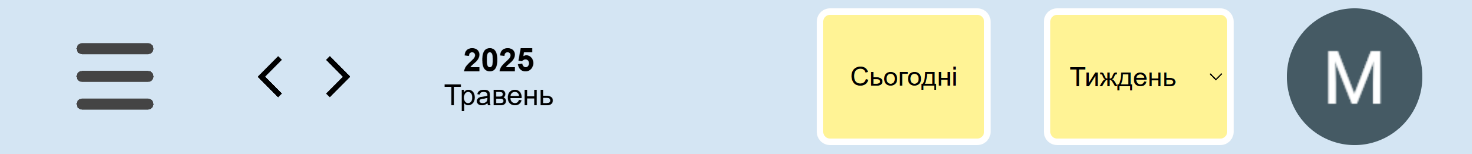 2025
Травень
Сьогодні
Тиждень
М